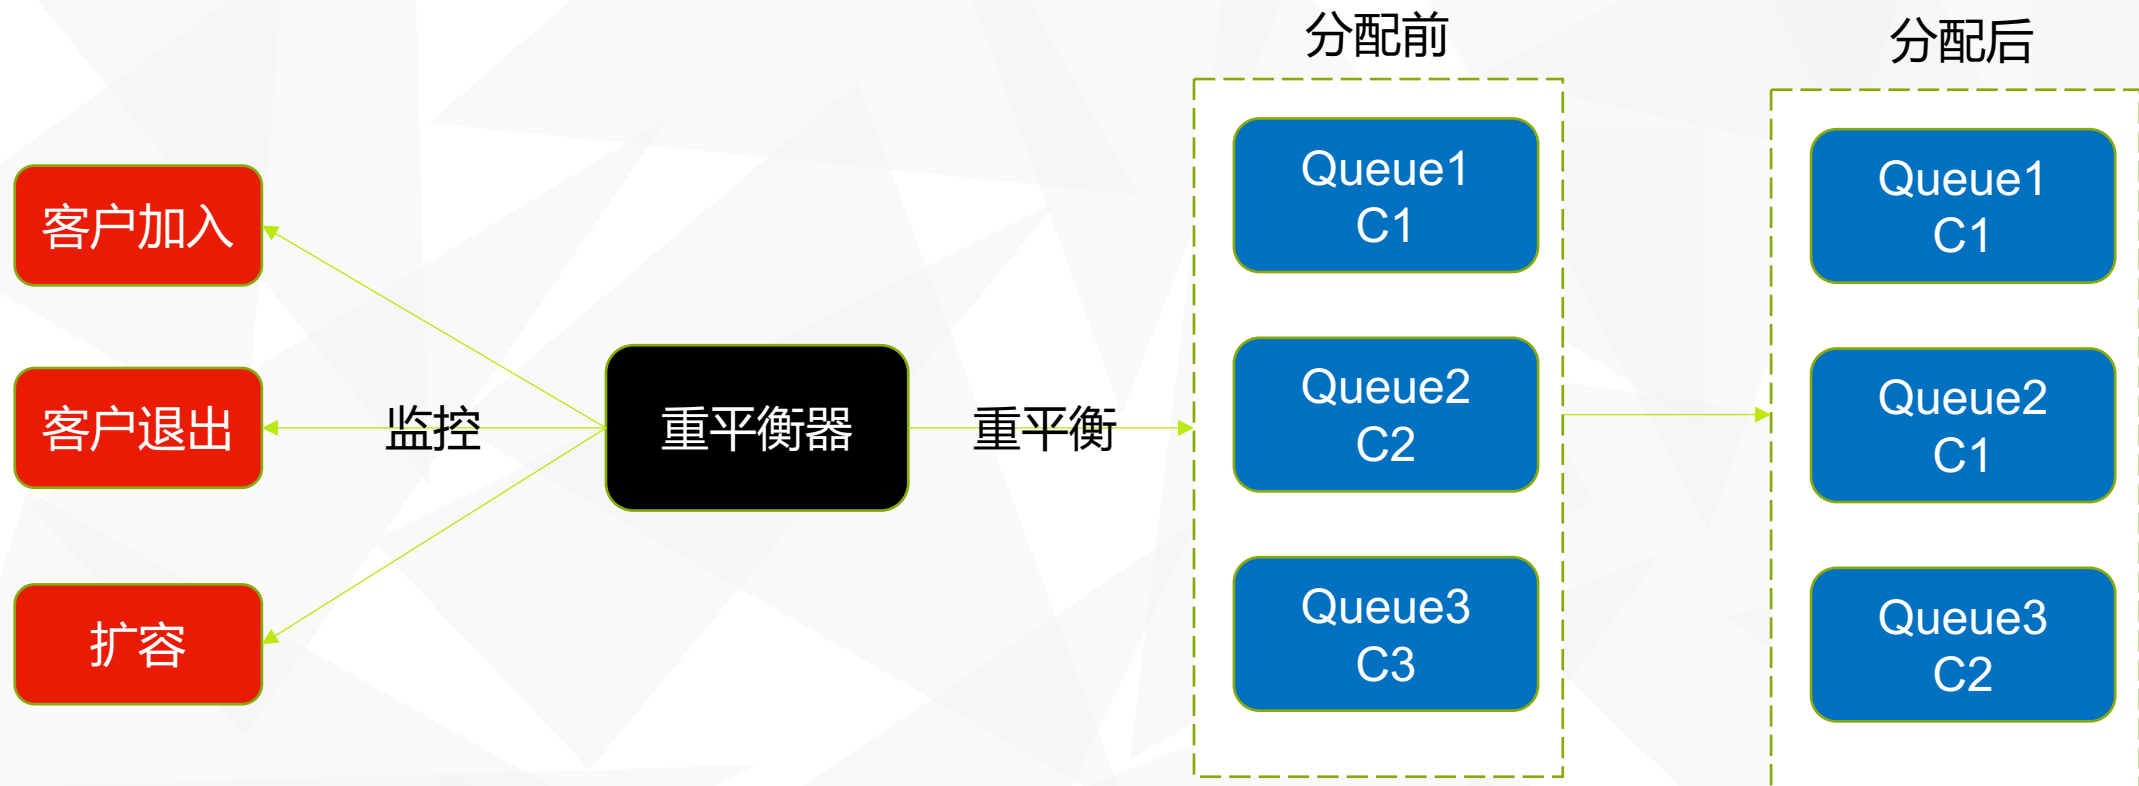 客户加入
客户退出
扩容
监控
重平衡器
重平衡
分配前
Queue1
C1
Queue2
C2
Queue3
C3
分配后
Queue1
C1
Queue2
C1
Queue3
C2